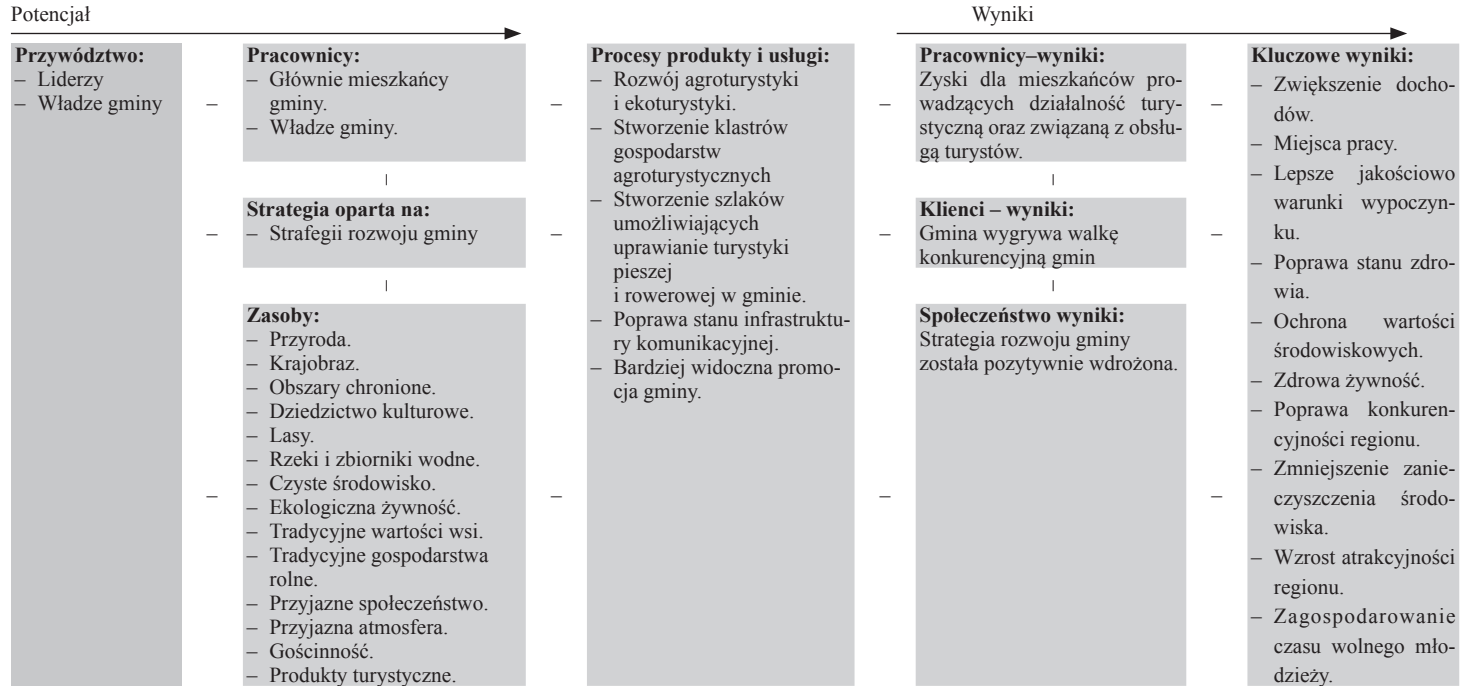 Potencjał
Wyniki
Przywództwo:
– Liderzy
– Władze gminy
–
Pracownicy:
– Głównie mieszkańcy
gminy.
– Władze gminy.
Strategia oparta na:
– Strafegii rozwoju gminy
–
Zasoby:
– Przyroda.
– Krajobraz.
– Obszary chronione.
– Dziedzictwo kulturowe.
– Lasy.
– Rzeki i zbiorniki wodne.
– Czyste środowisko.
– Ekologiczna żywność.
– Tradycyjne wartości wsi.
– Tradycyjne gospodarstwa
rolne.
– Przyjazne społeczeństwo.
– Przyjazna atmosfera.
– Gościnność.
– Produkty turystyczne.
–
Procesy produkty i usługi:
– Rozwój agroturystyki
i ekoturystyki.
– Stworzenie klastrów
gospodarstw
agroturystycznych
– Stworzenie szlaków
umożliwiających
uprawianie turystyki
pieszej
i rowerowej w gminie.
– Poprawa stanu infrastruktu-
ry komunikacyjnej.
– Bardziej widoczna promo-
cja gminy.
–
Pracownicy–wyniki:
Zyski dla mieszkańców pro-
wadzących działalność tury-
styczną oraz związaną z obsłu-
gą turystów.
Klienci – wyniki:
Gmina wygrywa walkę
konkurencyjną gmin
Społeczeństwo wyniki:
Strategia rozwoju gminy
została pozytywnie wdrożona.
–
Kluczowe wyniki:
– Zwiększenie docho-
dów.
– Miejsca pracy.
– Lepsze jakościowo
warunki wypoczyn-
ku.
– Poprawa stanu zdro-
wia.
– Ochrona wartości
środowiskowych.
– Zdrowa żywność.
– Poprawa konkuren-
cyjności regionu.
– Zmniejszenie zanie-
czyszczenia środo-
wiska.
– Wzrost atrakcyjności
regionu.
– Zagospodarowanie
czasu wolnego mło-
dzieży.